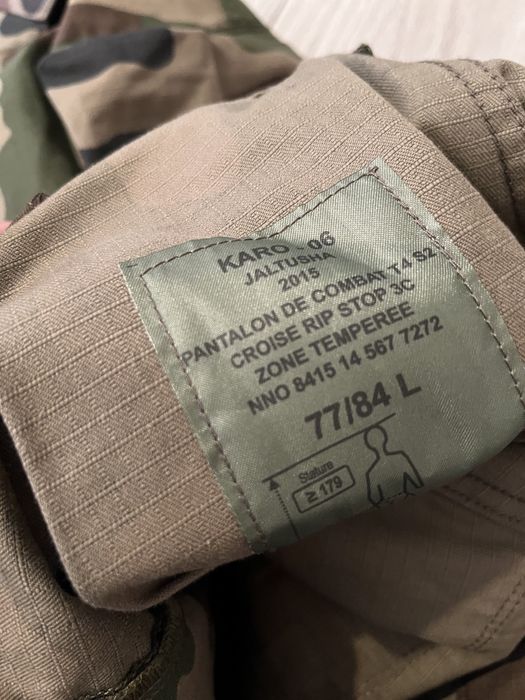 KARO - 06
JALTUSHA
2015
PANTALON DE COMBAT T4 S2
CROISE RIP STOP 3C
ZONE TEMPEREE
NNO 8415 14 567 7272
77/84 L
Stature
≥ 179